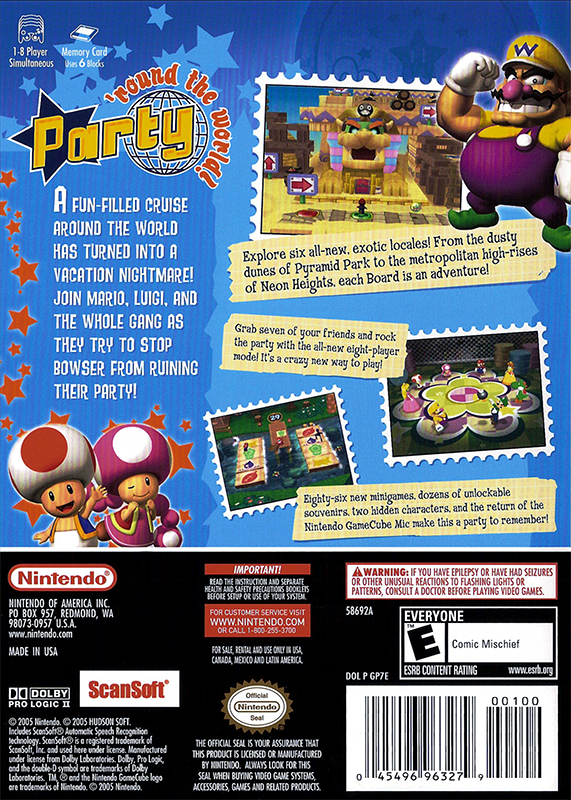 1-8 Player
Simultaneous
Memory Card
Uses 6 Blocks
'round the world!
Party
A FUN-FILLED CRUISE
AROUND THE WORLD
HAS TURNED INTO A
VACATION NIGHTMARE!
JOIN MARIO, LUIGI, AND
THE WHOLE GANG AS
THEY TRY TO STOP
BOWSER FROM RUINING
THEIR PARTY!
W
Explore six all-new, exotic locales! From the dusty
dunes of Pyramid Park to the metropolitan high-rises
of Neon Heights, each Board is an adventure!
Grab seven of your friends and rock
the party with the all-new eight-player
mode! It's a crazy new way to play!
29
Eighty-six new minigames, dozens of unlockable
souvenirs, two hidden characters, and the return of the
Nintendo GameCube Mic make this a party to remember!
Nintendo®
NINTENDO OF AMERICA INC.
PO BOX 957, REDMOND, WA
98073-0957 U.S.A.
www.nintendo.com
MADE IN USA
DOLBY
PRO LOGIC II
ScanSoft®
© 2005 Nintendo. © 2005 HUDSON SOFT.
Includes ScanSoft® Automatic Speech Recognition
technology. ScanSoft® is a registered trademark of
ScanSoft, Inc. and used here under license. Manufactured
under license from Dolby Laboratories. Dolby, Pro Logic,
and the double-D symbol are trademarks of Dolby
Laboratories. TM, ® and the Nintendo GameCube logo
are trademarks of Nintendo. © 2005 Nintendo.
IMPORTANT!
READ THE INSTRUCTION AND SEPARATE
HEALTH AND SAFETY PRECAUTIONS BOOKLETS
BEFORE SETUP OR USE OF YOUR SYSTEM.
FOR CUSTOMER SERVICE VISIT
WWW.NINTENDO.COM
OR CALL 1-800-255-3700
FOR SALE, RENTAL AND USE ONLY IN USA,
CANADA, MEXICO AND LATIN AMERICA.
Official
Nintendo
Seal
THE OFFICIAL SEAL IS YOUR ASSURANCE THAT
THIS PRODUCT IS LICENSED OR MANUFACTURED
BY NINTENDO. ALWAYS LOOK FOR THIS
SEAL WHEN BUYING VIDEO GAME SYSTEMS,
ACCESSORIES, GAMES AND RELATED PRODUCTS.
WARNING: IF YOU HAVE EPILEPSY OR HAVE HAD SEIZURES
OR OTHER UNUSUAL REACTIONS TO FLASHING LIGHTS OR
PATTERNS, CONSULT A DOCTOR BEFORE PLAYING VIDEO GAMES.
58692A
DOL P GP7E
EVERYONE
E
Comic Mischief
ESRB CONTENT RATING www.esrb.org
00100
0 45496 96327 9